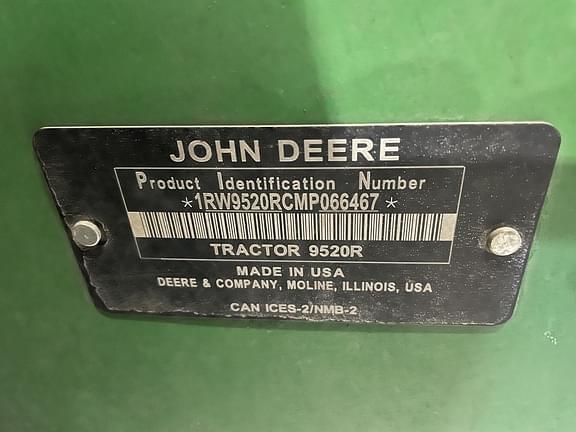 JOHN DEERE
Product Identification Number
*1RW9520RCMP066467*
TRACTOR 9520R
MADE IN USA
DEERE & COMPANY, MOLINE, ILLINOIS, USA
CAN ICES-2/NMB-2